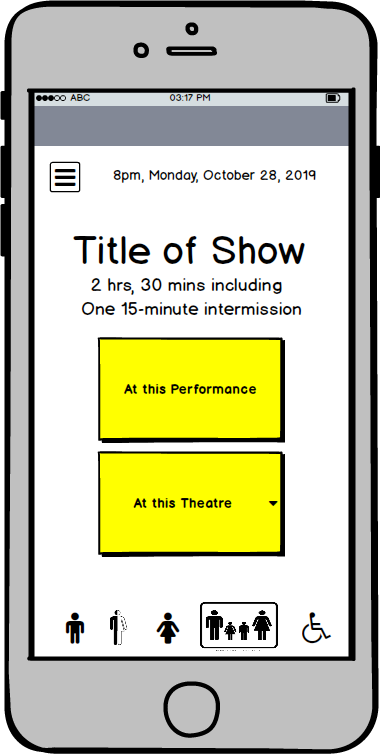 ABC 03:17 PM
8pm, Monday, October 28, 2019
Title of Show
2 hrs, 30 mins including
One 15-minute intermission
At this Performance
At this Theatre